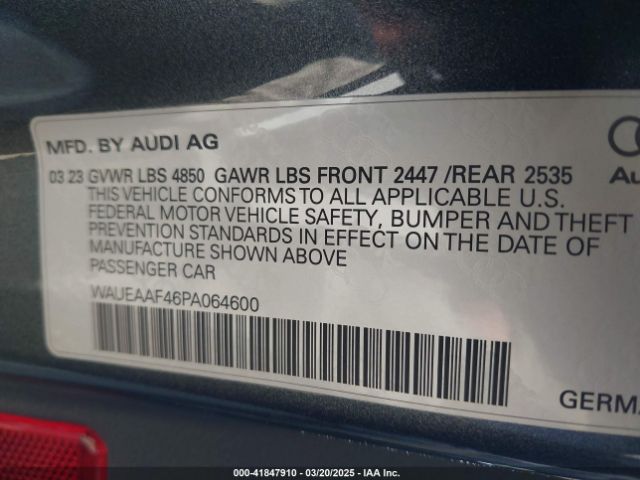 MFD. BY AUDI AG
03 23 GVWR LBS 4850 GAWR LBS FRONT 2447 /REAR 2535
THIS VEHICLE CONFORMS TO ALL APPLICABLE U.S.
FEDERAL MOTOR VEHICLE SAFETY, BUMPER AND THEFT
PREVENTION STANDARDS IN EFFECT ON THE DATE OF
MANUFACTURE SHOWN ABOVE
PASSENGER CAR
WAUEAAF46PA064600
000-41847910 | 03/20/2025 | IAA Inc.